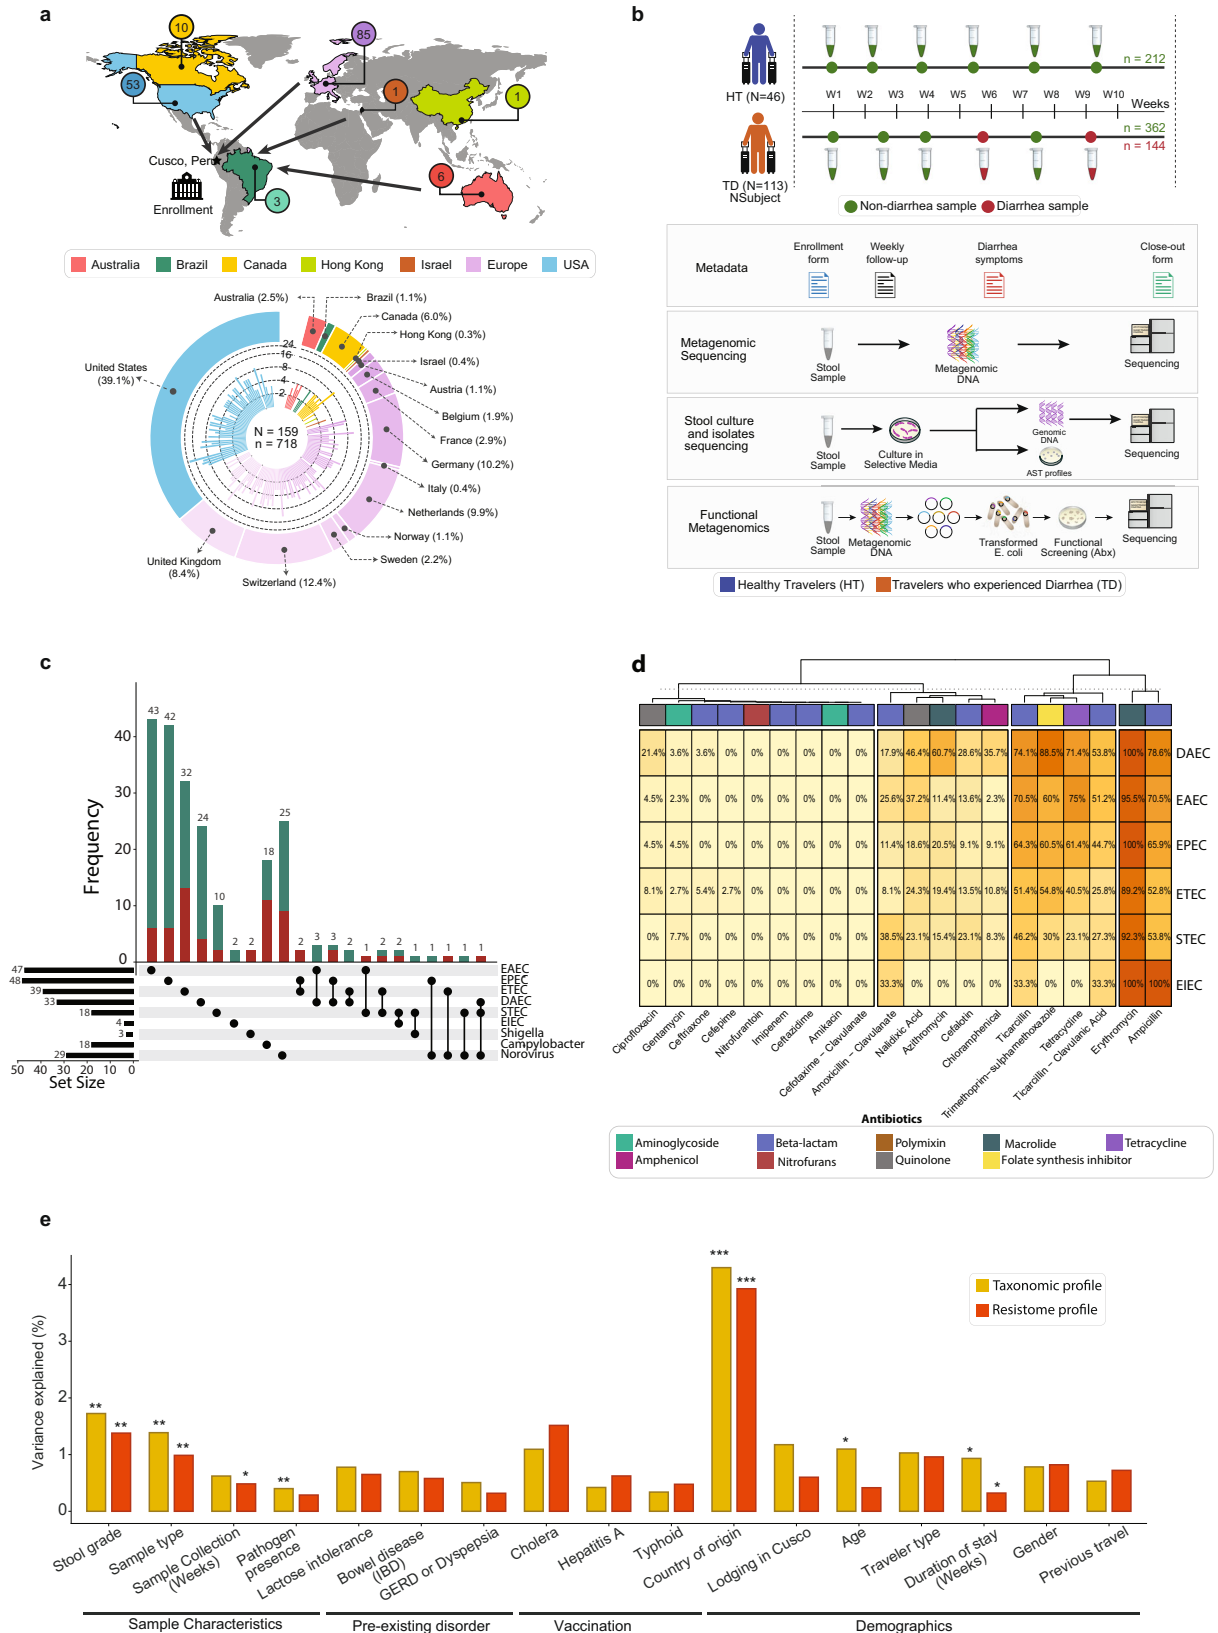 a
10
85
53
1
1
Cusco, Peru
6
3
Enrollment
Australia
Brazil
Canada
Hong Kong
Israel
Europe
USA
Australia (2.5%)
Brazil (1.1%)
Canada (6.0%)
Hong Kong (0.3%)
Israel (0.4%)
Austria (1.1%)
Belgium (1.9%)
France (2.9%)
Germany (10.2%)
Italy (0.4%)
Netherlands (9.9%)
Norway (1.1%)
Sweden (2.2%)
Switzerland (12.4%)
United Kingdom
(8.4%)
United States
(39.1%)
24
16
8
4
2
N = 159
n = 718
b
HT (N=46)
n = 212
W1 W2 W3 W4 W5 W6 W7 W8 W9 W10 Weeks
n = 362
n = 144
TD (N=113)
NSubject
Non-diarrhea sample
Diarrhea sample
Metadata
Enrollment
form
Weekly
follow-up
Diarrhea
symptoms
Close-out
form
Metagenomic
Sequencing
Stool
Sample
Metagenomic
DNA
Sequencing
Stool culture
and isolates
sequencing
Stool
Sample
Culture in
Selective Media
Genomic
DNA
AST profiles
Sequencing
Functional
Metagenomics
Stool
Sample
Metagenomic
DNA
Transformed
E. coli
Functional
Screening (Abx)
Sequencing
Healthy Travelers (HT)
Travelers who experienced Diarrhea (TD)
c
Frequency
40
30
20
10
0
43 42 32 24 10 2 2 18 25 2 3 3 2 1 2 2 1 1 1 1 1
47 EAEC
48 EPEC
39 ETEC
33 DAEC
18 STEC
4 EIEC
3 Shigella
18 Campylobacter
29 Norovirus
50 40 30 20 10 0
Set Size
d
21.4% 3.6% 3.6% 0% 0% 0% 0% 0% 0% 17.9% 46.4% 60.7% 28.6% 35.7% 74.1% 88.5% 71.4% 53.8% 100% 78.6% DAEC
4.5% 2.3% 0% 0% 0% 0% 0% 0% 0% 25.6% 37.2% 11.4% 13.6% 2.3% 70.5% 60% 75% 51.2% 95.5% 70.5% EAEC
4.5% 4.5% 0% 0% 0% 0% 0% 0% 0% 11.4% 18.6% 20.5% 9.1% 9.1% 64.3% 60.5% 61.4% 44.7% 100% 65.9% EPEC
8.1% 2.7% 5.4% 2.7% 0% 0% 0% 0% 0% 8.1% 24.3% 19.4% 13.5% 10.8% 51.4% 54.8% 40.5% 25.8% 89.2% 52.8% ETEC
0% 7.7% 0% 0% 0% 0% 0% 0% 0% 38.5% 23.1% 15.4% 23.1% 8.3% 46.2% 30% 23.1% 27.3% 92.3% 53.8% STEC
0% 0% 0% 0% 0% 0% 0% 0% 0% 33.3% 0% 0% 0% 0% 33.3% 0% 0% 33.3% 100% 100% EIEC
Ciprofloxacin
Gentamycin
Ceftriaxone
Cefepime
Nitrofurantoin
Imipenem
Ceftazidime
Amikacin
Cefotaxime – Clavulanate
Amoxicillin – Clavulanate
Nalidixic Acid
Azithromycin
Cefalotin
Chloramphenical
Ticarcillin
Trimethoprim–sulphamethoxazole
Tetracycline
Ticarcillin – Clavulanic Acid
Erythromycin
Ampicillin
Antibiotics
Aminoglycoside
Beta-lactam
Polymixin
Macrolide
Tetracycline
Amphenicol
Nitrofurans
Quinolone
Folate synthesis inhibitor
e
Variance explained (%)
4
3
2
1
0
** ** ** ** * ** *** *** * * *
Taxonomic profile
Resistome profile
Stool grade
Sample type
Sample Collection
(Weeks)
Pathogen
presence
Lactose intolerance
Bowel disease
(IBD)
GERD or Dyspepsia
Cholera
Hepatitis A
Typhoid
Country of origin
Lodging in Cusco
Age
Traveler type
Duration of stay
(Weeks)
Gender
Previous travel
Sample Characteristics
Pre-existing disorder
Vaccination
Demographics